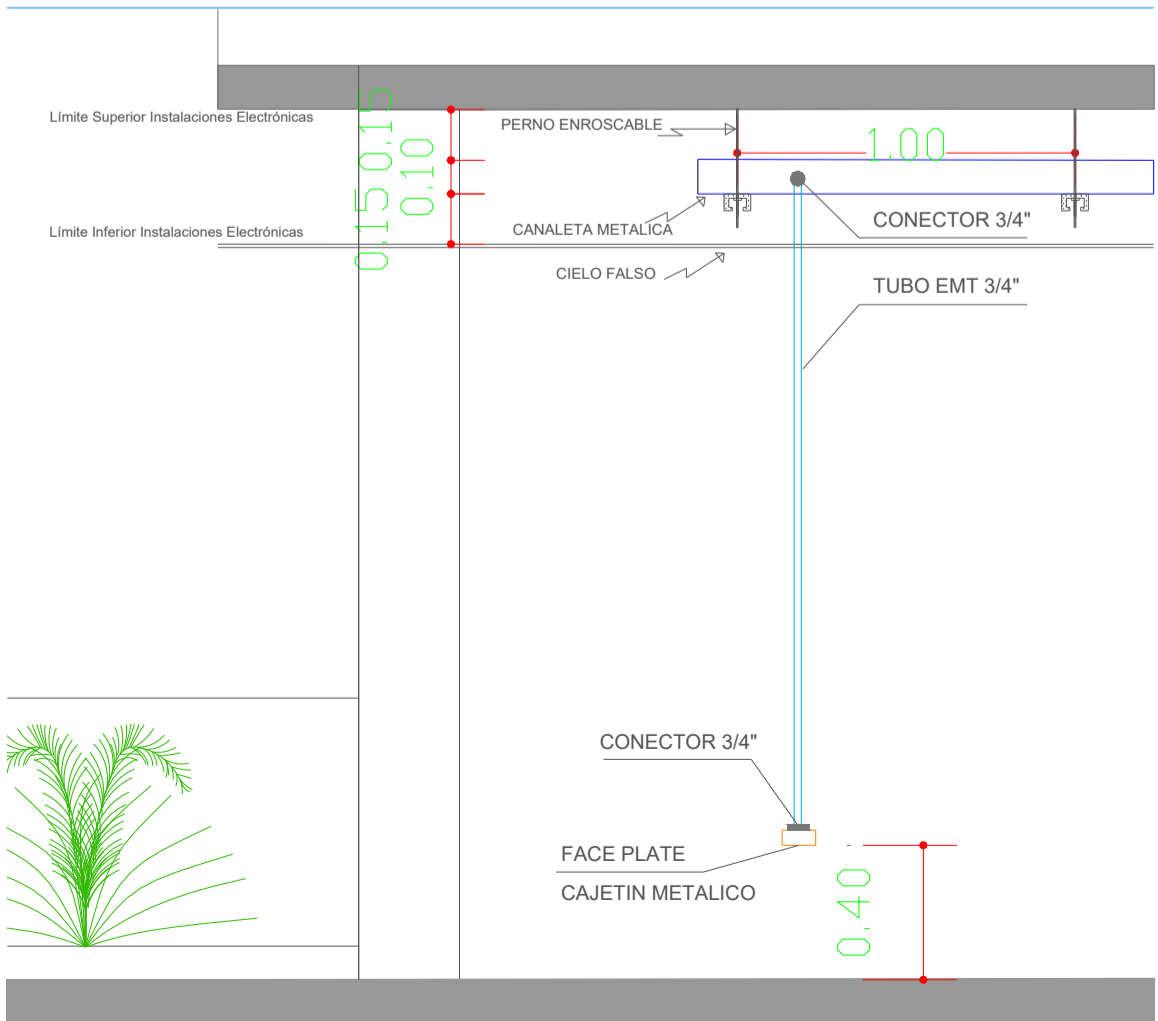 Límite Superior Instalaciones Electrónicas
0.15
0.10
0.15
PERNO ENROSCABLE
1.00
CANALETA METALICA
CONECTOR 3/4"
Límite Inferior Instalaciones Electrónicas
CIELO FALSO
TUBO EMT 3/4"
CONECTOR 3/4"
FACE PLATE
CAJETIN METALICO
0.40